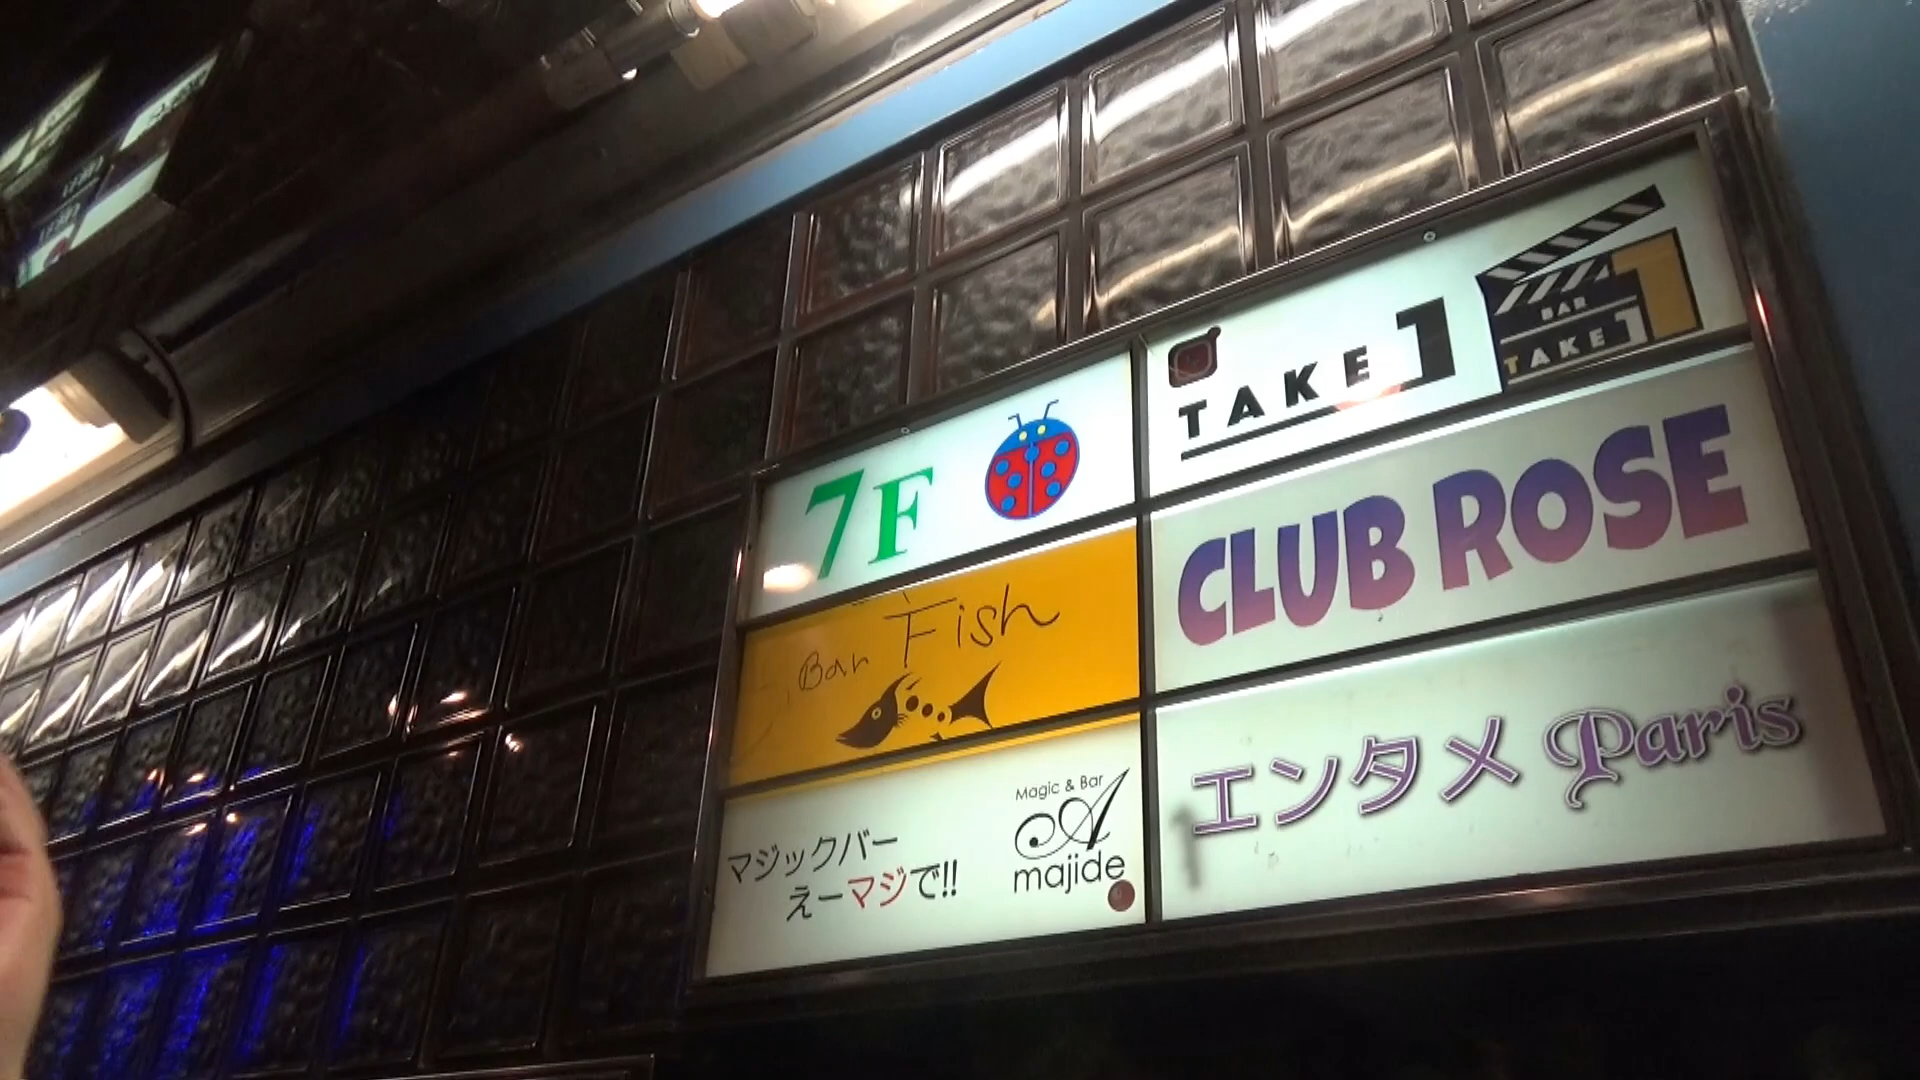 7F
Bar Fish
マジックバー
えーマジで!!
Magic & Bar
A
majide
TAKE 1
BAR
TAKE 1
CLUB ROSE
エンタメ Paris